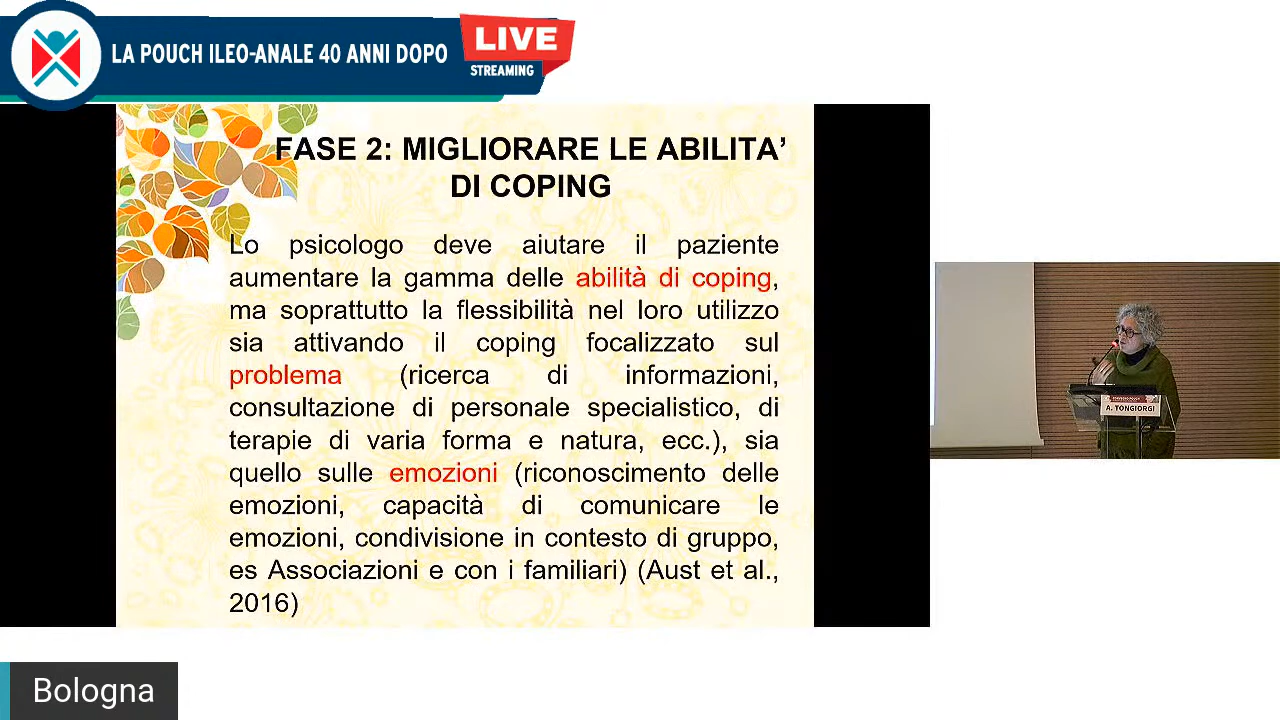 LA POUCH ILEO-ANALE 40 ANNI DOPO
LIVE
STREAMING
FASE 2: MIGLIORARE LE ABILITA’
DI COPING
Lo psicologo deve aiutare il paziente
aumentare la gamma delle abilità di coping,
ma soprattutto la flessibilità nel loro utilizzo
sia attivando il coping focalizzato sul
problema (ricerca di informazioni,
consultazione di personale specialistico, di
terapie di varia forma e natura, ecc.), sia
quello sulle emozioni (riconoscimento delle
emozioni, capacità di comunicare le
emozioni, condivisione in contesto di gruppo,
es Associazioni e con i familiari) (Aust et al.,
2016)
A. TONGIORGI
Bologna